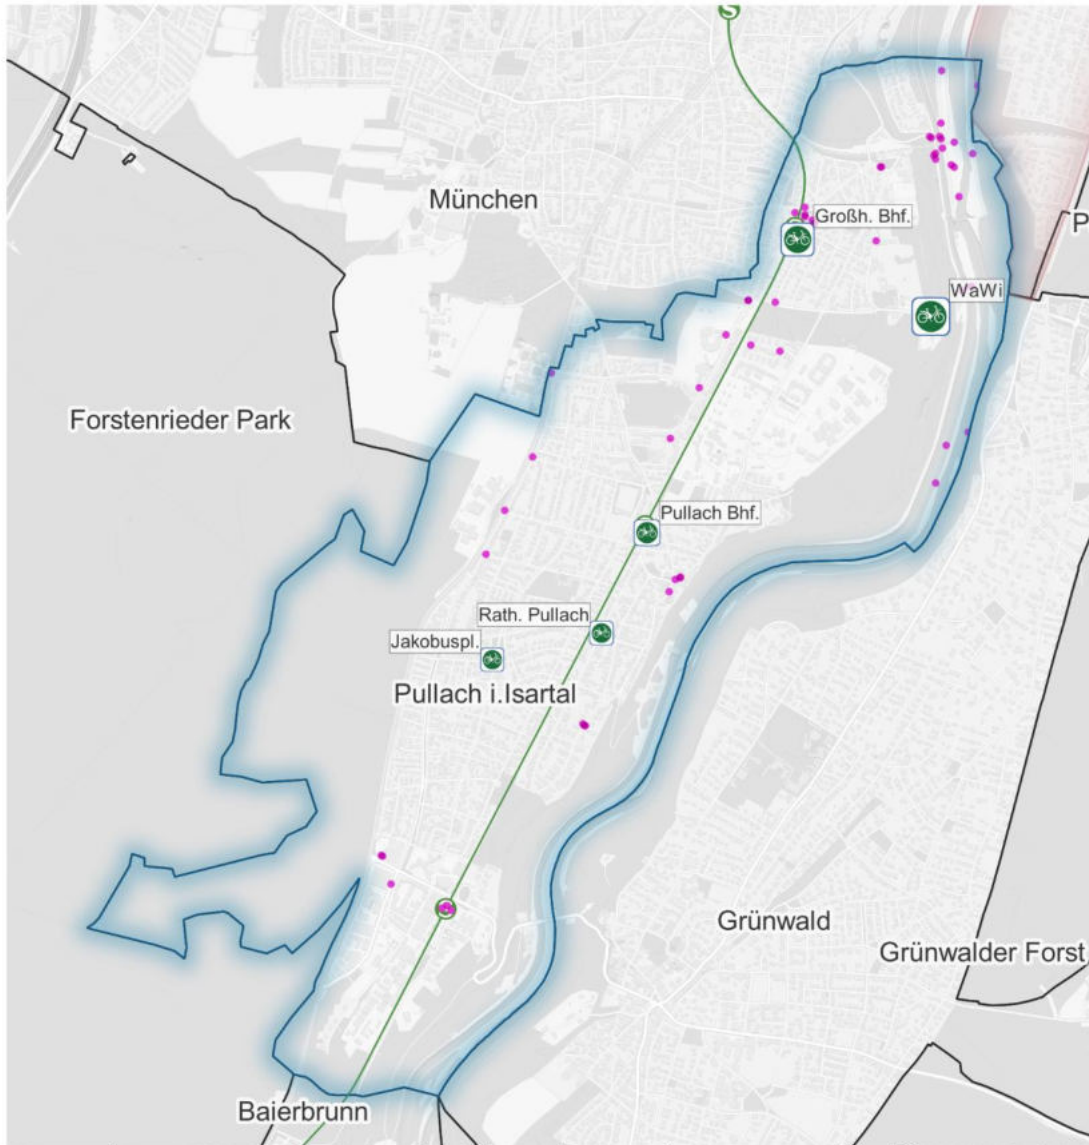 S
München
Großh. Bhf.
P
WaWi
Forstenrieder Park
Pullach Bhf.
Rath. Pullach
Jakobuspl.
Pullach i.Isartal
Grünwald
Grünwalder Forst
Baierbrunn